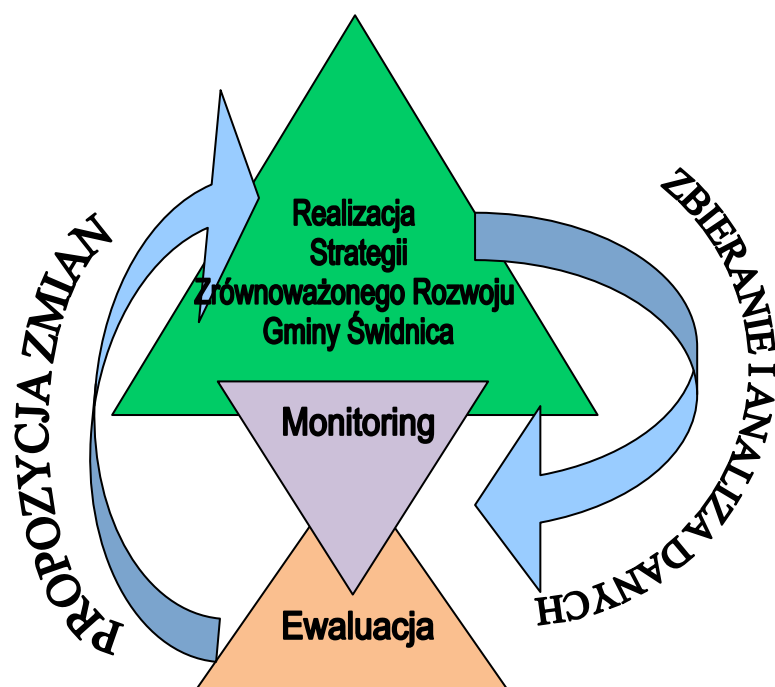 Realizacja
Strategii
Zrównoważonego Rozwoju
Gminy Świdnica
Monitoring
Ewaluacja
PROPOZYCJA ZMIAN
ZBIERANIE I ANALIZA DANYCH